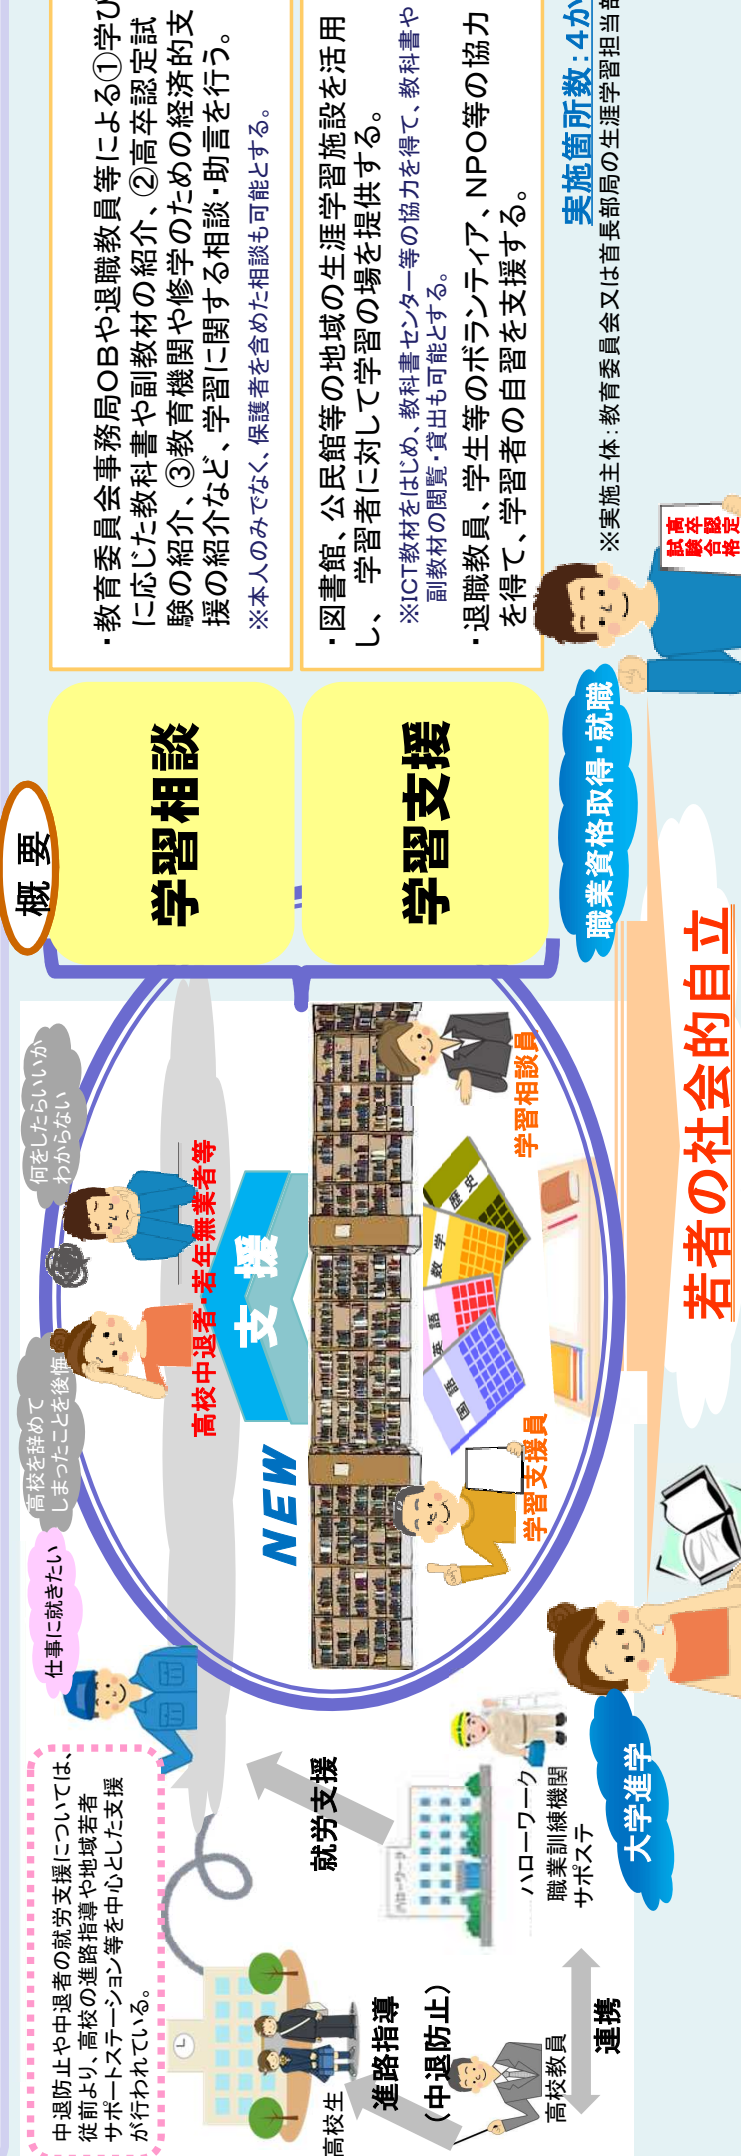 概 要
中退防止や中退者の就労支援については、
従前より、高校の進路指導や地域若者
サポートステーション等を中心とした支援
が行われている。
仕事に就きたい
高校を辞めて
しまったことを後悔
何をしたらいいか
わからない
高校中退者・若年無業者等
支 援
NEW
国 語
英 語
数 学
歴 史
学習支援員
学習相談員
高校生
進路指導
(中退防止)
高校教員
連携
就労支援
ハローワーク
ハローワーク
職業訓練機関
サポステ
大学進学
若者の社会的自立
職業資格取得・就職
高卒認定
試験合格
学習相談
・教育委員会事務局OBや退職教員等による①学び
に応じた教科書や副教材の紹介、②高卒認定試
験の紹介、③教育機関や修学のための経済的支
援の紹介など、学習に関する相談・助言を行う。
※本人のみでなく、保護者を含めた相談も可能とする。
学習支援
・図書館、公民館等の地域の生涯学習施設を活用
し、学習者に対して学習の場を提供する。
※ICT教材をはじめ、教科書センター等の協力を得て、教科書や
副教材の閲覧・貸出も可能とする。
・退職教員、学生等のボランティア、NPO等の協力
を得て、学習者の自習を支援する。
実施箇所数：4か
※実施主体：教育委員会又は首長部局の生涯学習担当部